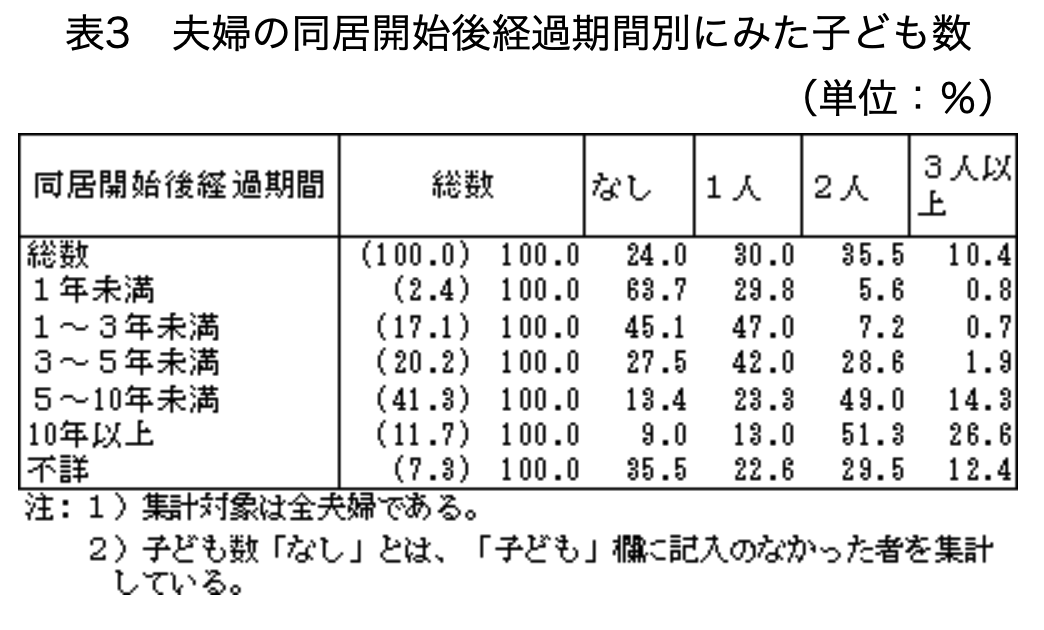 表3 夫婦の同居開始後経過期間別にみた子ども数
（単位：％）
同居開始後経過期間 総数 なし 1人 2人 3人以上
総数 (100.0) 100.0 24.0 30.0 35.5 10.4
1年未満 (2.4) 100.0 63.7 29.8 5.6 0.8
1～3年未満 (17.1) 100.0 45.1 47.0 7.2 0.7
3～5年未満 (20.2) 100.0 27.5 42.0 28.6 1.9
5～10年未満 (41.3) 100.0 13.4 23.3 49.0 14.3
10年以上 (11.7) 100.0 9.0 13.0 51.3 26.6
不詳 (7.3) 100.0 35.5 22.6 29.5 12.4
注：1）集計対象は全夫婦である。
2）子ども数「なし」とは、「子ども」欄に記入のなかった者を集計
している。